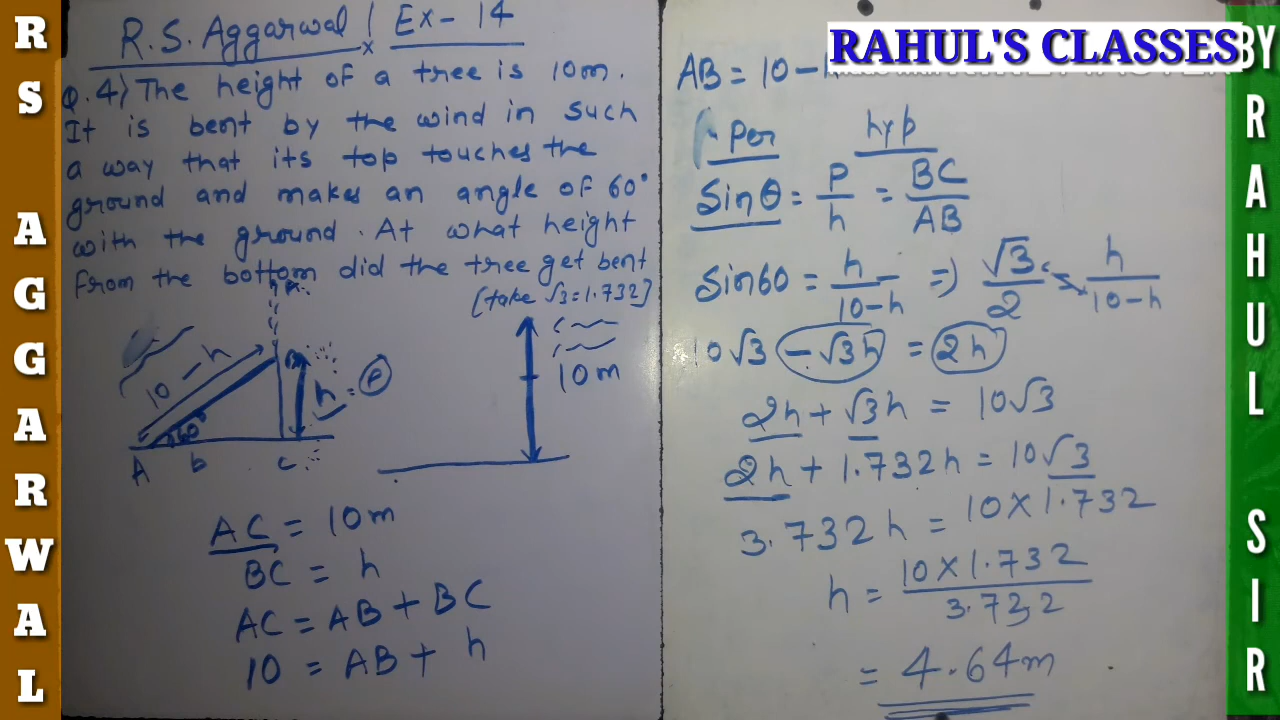 RS AGGARWAL
R.S. Aggarwal | Ex-14
Q.4) The height of a tree is 10m.
It is bent by the wind in such
a way that its top touches the
ground and makes an angle of 60°
with the ground. At what height
from the bottom did the tree get bent
[take √3=1.732]
10 - h
60°
h
A b c
10m
AC = 10m
BC = h
AC = AB + BC
10 = AB + h
RAHUL'S CLASSES
AB = 10 -
Per hyp
Sinθ = P/h = BC/AB
Sin60 = h/10-h => √3/2 h/10-h
10√3 - √3h = 2h
2h + √3h = 10√3
2h + 1.732h = 10√3
3.732h = 10×1.732
h = 10×1.732/3.732
= 4.64m
BY RAHUL SIR